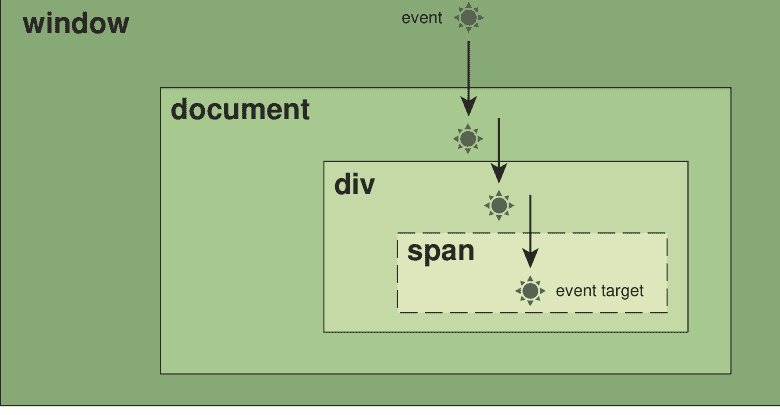 window
event
document
div
span
event target